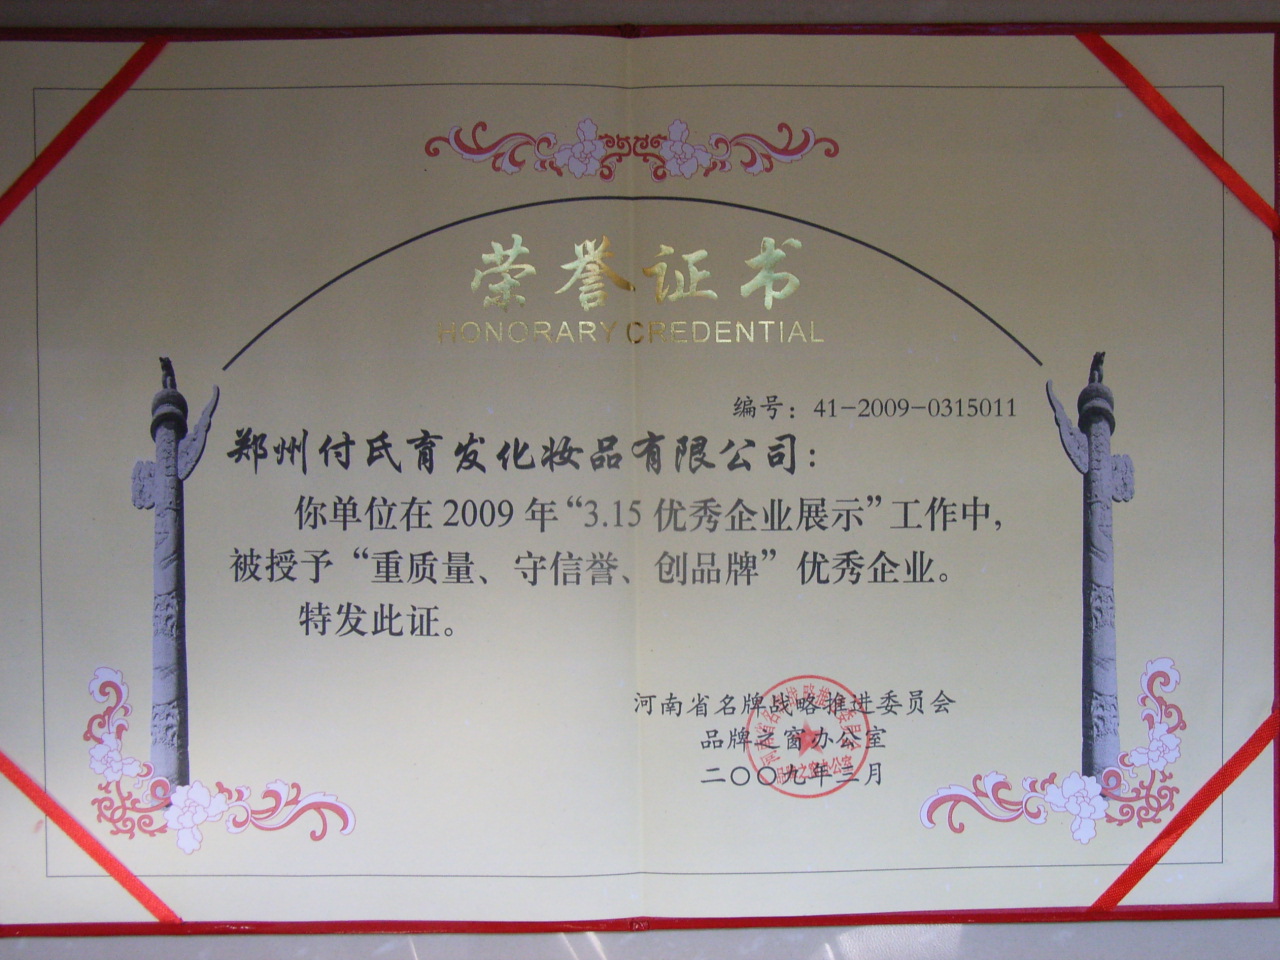 荣誉证书
HONORARY CREDENTIAL
编号：41-2009-0315011
郑州付氏育发化妆品有限公司：
你单位在2009年“3.15优秀企业展示”工作中，
被授予“重质量、守信誉、创品牌”优秀企业。
特发此证。
河南省名牌战略推进委员会
品牌之窗办公室
二〇〇九年三月